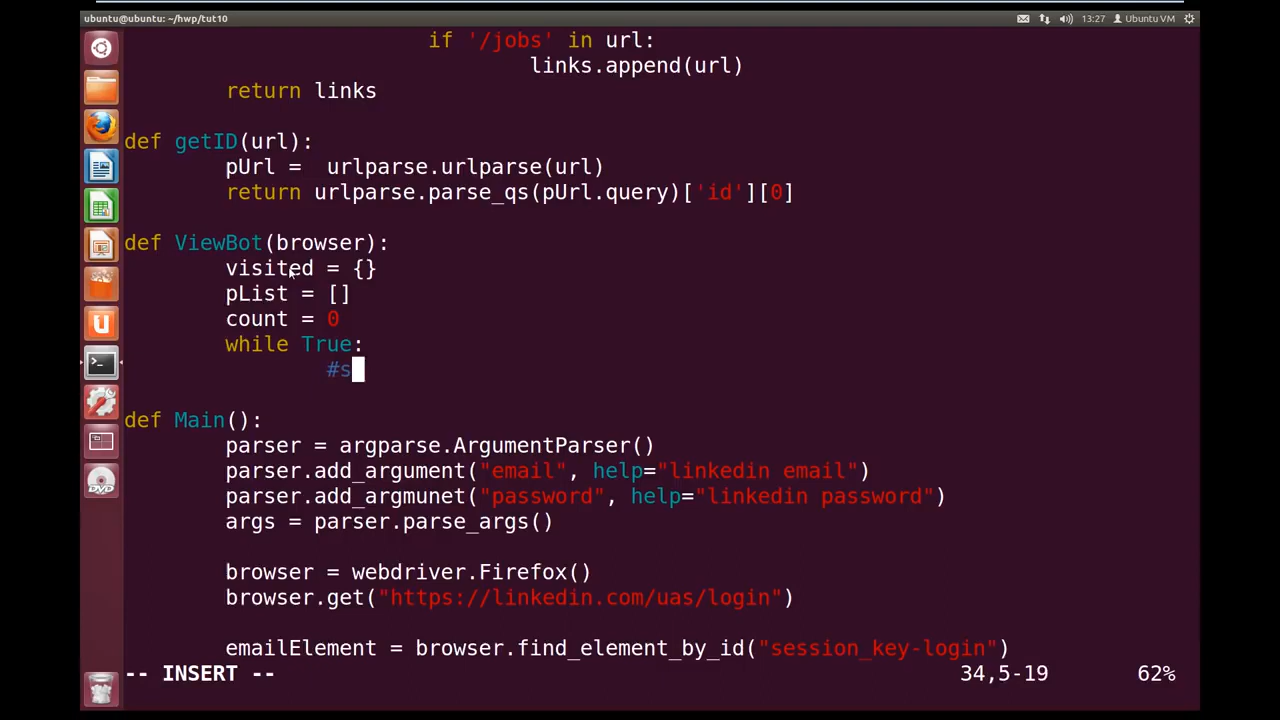 ubuntu@ubuntu: ~/hwp/tut10
13:27 Ubuntu VM
if '/jobs' in url:
links.append(url)
return links
def getID(url):
pUrl =  urlparse.urlparse(url)
return urlparse.parse_qs(pUrl.query)['id'][0]
def ViewBot(browser):
visited = {}
pList = []
count = 0
while True:
#s
def Main():
parser = argparse.ArgumentParser()
parser.add_argument("email", help="linkedin email")
parser.add_argmunet("password", help="linkedin password")
args = parser.parse_args()
browser = webdriver.Firefox()
browser.get("https://linkedin.com/uas/login")
emailElement = browser.find_element_by_id("session_key-login")
-- INSERT --
34,5-19
62%